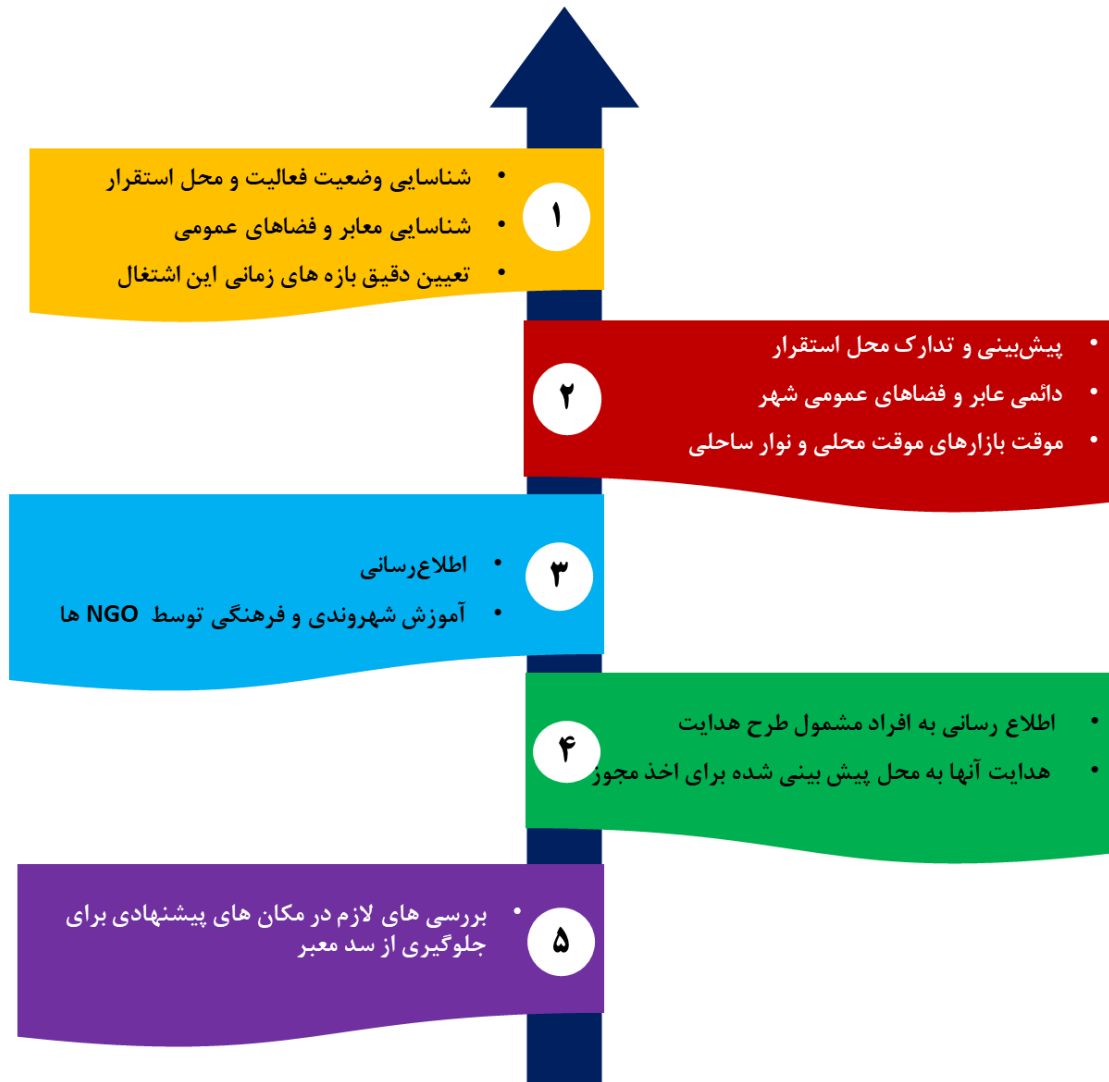 ۱
• شناسایی وضعیت فعالیت و محل استقرار
• شناسایی معابر و فضاهای عمومی
• تعیین دقیق بازه های زمانی این اشتغال
۲
• پیش‌بینی و تدارک محل استقرار
• دائمی عابر و فضاهای عمومی شهر
• موقت بازارهای موقت محلی و نوار ساحلی
۳
• اطلاع‌رسانی
• آموزش شهروندی و فرهنگی توسط NGO ها
۴
• اطلاع رسانی به افراد مشمول طرح هدایت
• هدایت آنها به محل پیش بینی شده برای اخذ مجوز
۵
• بررسی های لازم در مکان های پیشنهادی برای
جلوگیری از سد معبر